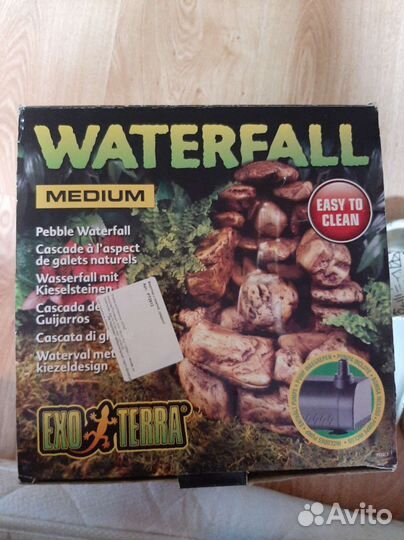 WATERFALL
MEDIUM
EASY TO
CLEAN
Pebble Waterfall
Cascade à l'aspect
de galets naturels
Wasserfall mit
Kieselsteinen
Cascada de
Guijarros
Cascata di
Waterval met
kiezeldesign
EXO TERRA
Avito